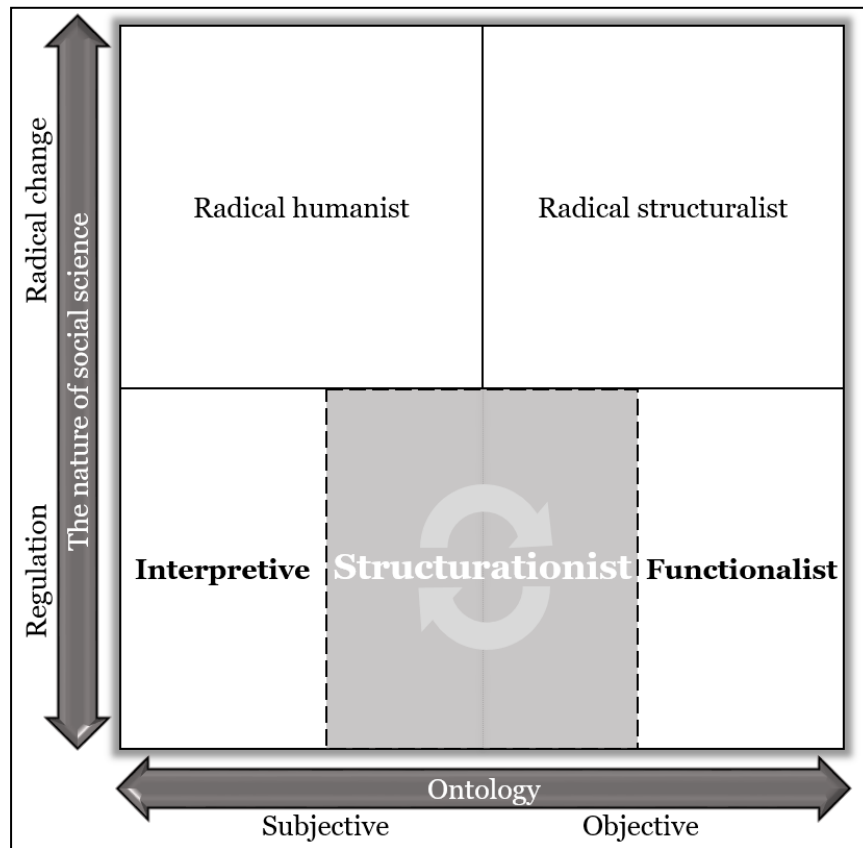 Radical change
The nature of social science
Regulation
Radical humanist
Radical structuralist
Interpretive
Structurationist
Functionalist
Ontology
Subjective
Objective